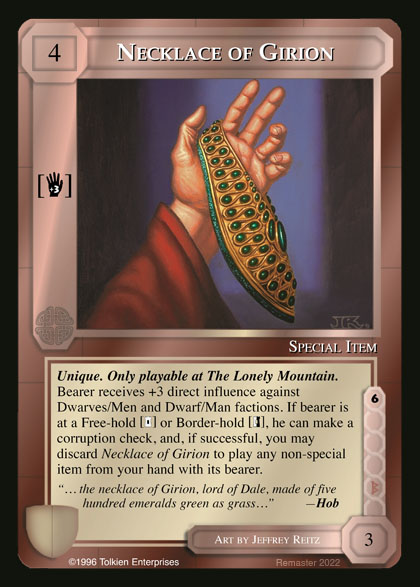 4
NECKLACE OF GIRION
[+3]
JR
SPECIAL ITEM
Unique. Only playable at The Lonely Mountain.
Bearer receives +3 direct influence against
Dwarves/Men and Dwarf/Man factions. If bearer is
at a Free-hold [ ] or Border-hold [ ], he can make a
corruption check, and, if successful, you may
discard Necklace of Girion to play any non-special
item from your hand with its bearer.
6
“… the necklace of Girion, lord of Dale, made of five
hundred emeralds green as grass…” —Hob
ART BY JEFFREY REITZ
3
©1996 Tolkien Enterprises
Remaster 2022